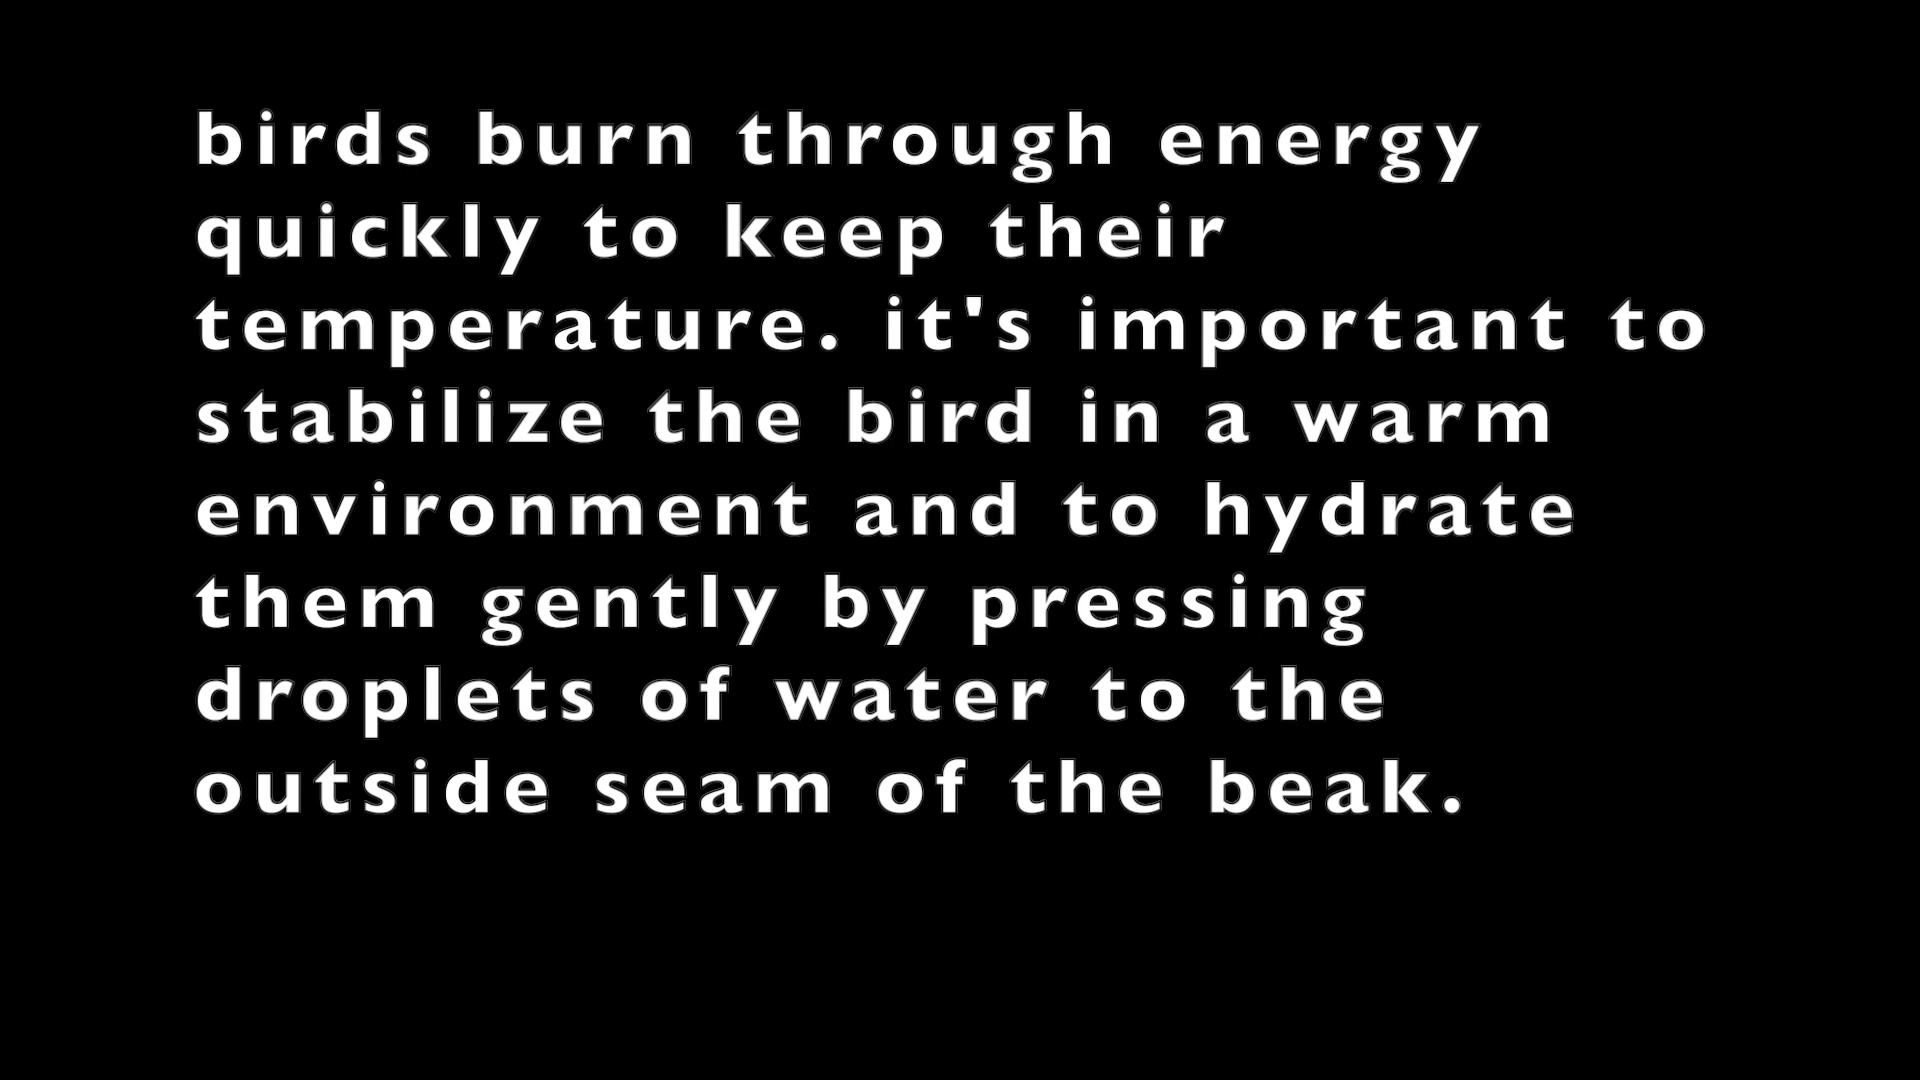 birds burn through energy
quickly to keep their
temperature. it's important to
stabilize the bird in a warm
environment and to hydrate
them gently by pressing
droplets of water to the
outside seam of the beak.